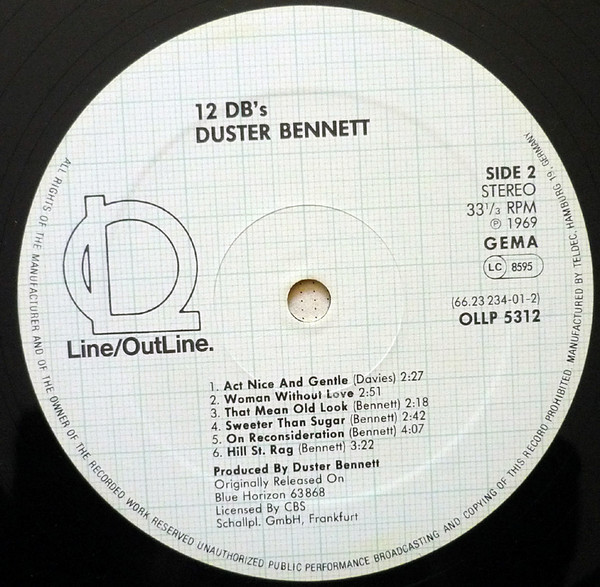 12 DB's
DUSTER BENNETT
SIDE 2
STEREO
33 1/3 RPM
℗ 1969
GEMA
LC 8595
(66.23 234-01-2)
OLLP 5312
Line/OutLine.
1. Act Nice And Gentle (Davies) 2:27
2. Woman Without Love 2:51
3. That Mean Old Look (Bennett) 2:18
4. Sweeter Than Sugar (Bennett) 2:42
5. On Reconsideration (Bennett) 4:07
6. Hill St. Rag (Bennett) 3:22
Produced By Duster Bennett
Originally Released On
Blue Horizon 63868
Licensed By CBS
Schallpl. GmbH, Frankfurt
ALL RIGHTS OF THE MANUFACTURER AND OF THE OWNER OF THE RECORDED WORK RESERVED UNAUTHORIZED PUBLIC PERFORMANCE BROADCASTING AND COPYING OF THIS RECORD PROHIBITED. MANUFACTURED BY TELDEC, HAMBURG 19, GERMANY